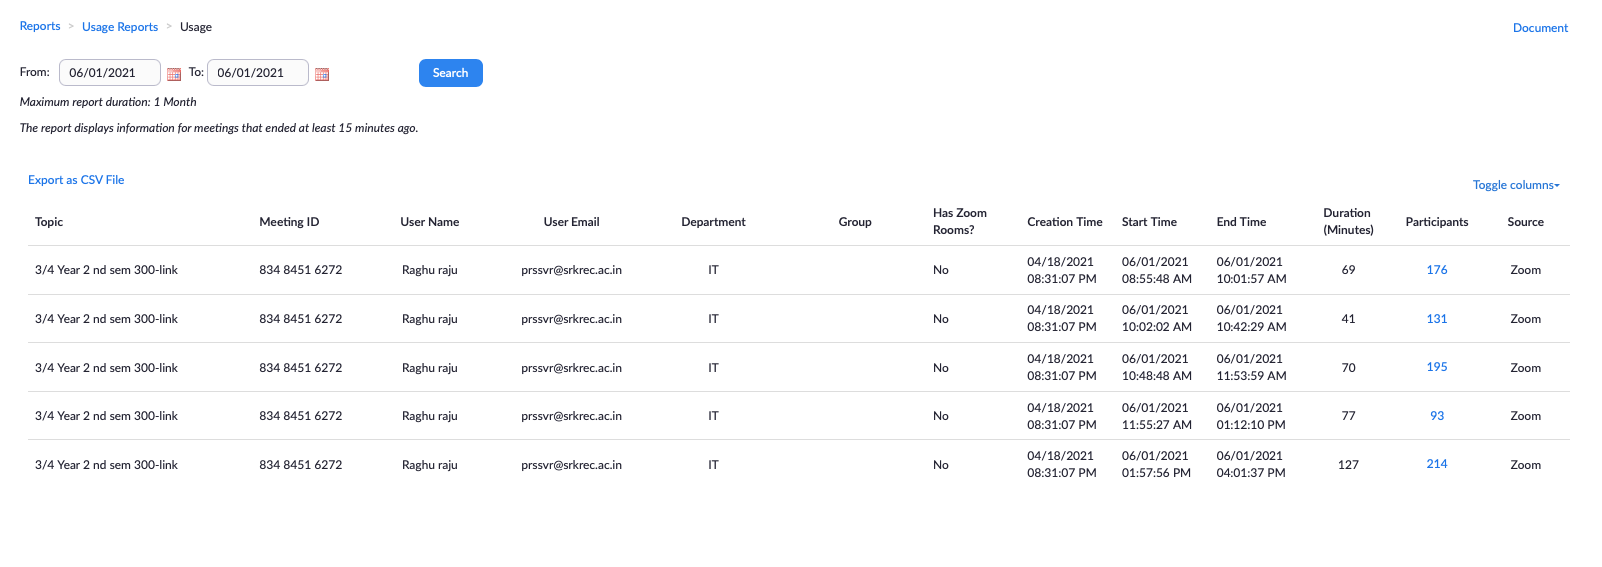 Reports > Usage Reports > Usage
Document
From: 06/01/2021 To: 06/01/2021 Search
Maximum report duration: 1 Month
The report displays information for meetings that ended at least 15 minutes ago.
Export as CSV File
Toggle columns
Topic Meeting ID User Name User Email Department Group Has Zoom Rooms? Creation Time Start Time End Time Duration (Minutes) Participants Source
3/4 Year 2 nd sem 300-link 834 8451 6272 Raghu raju prssvr@srkrec.ac.in IT No 04/18/2021 08:31:07 PM 06/01/2021 08:55:48 AM 06/01/2021 10:01:57 AM 69 176 Zoom
3/4 Year 2 nd sem 300-link 834 8451 6272 Raghu raju prssvr@srkrec.ac.in IT No 04/18/2021 08:31:07 PM 06/01/2021 10:02:02 AM 06/01/2021 10:42:29 AM 41 131 Zoom
3/4 Year 2 nd sem 300-link 834 8451 6272 Raghu raju prssvr@srkrec.ac.in IT No 04/18/2021 08:31:07 PM 06/01/2021 10:48:48 AM 06/01/2021 11:53:59 AM 70 195 Zoom
3/4 Year 2 nd sem 300-link 834 8451 6272 Raghu raju prssvr@srkrec.ac.in IT No 04/18/2021 08:31:07 PM 06/01/2021 11:55:27 AM 06/01/2021 01:12:10 PM 77 93 Zoom
3/4 Year 2 nd sem 300-link 834 8451 6272 Raghu raju prssvr@srkrec.ac.in IT No 04/18/2021 08:31:07 PM 06/01/2021 01:57:56 PM 06/01/2021 04:01:37 PM 127 214 Zoom